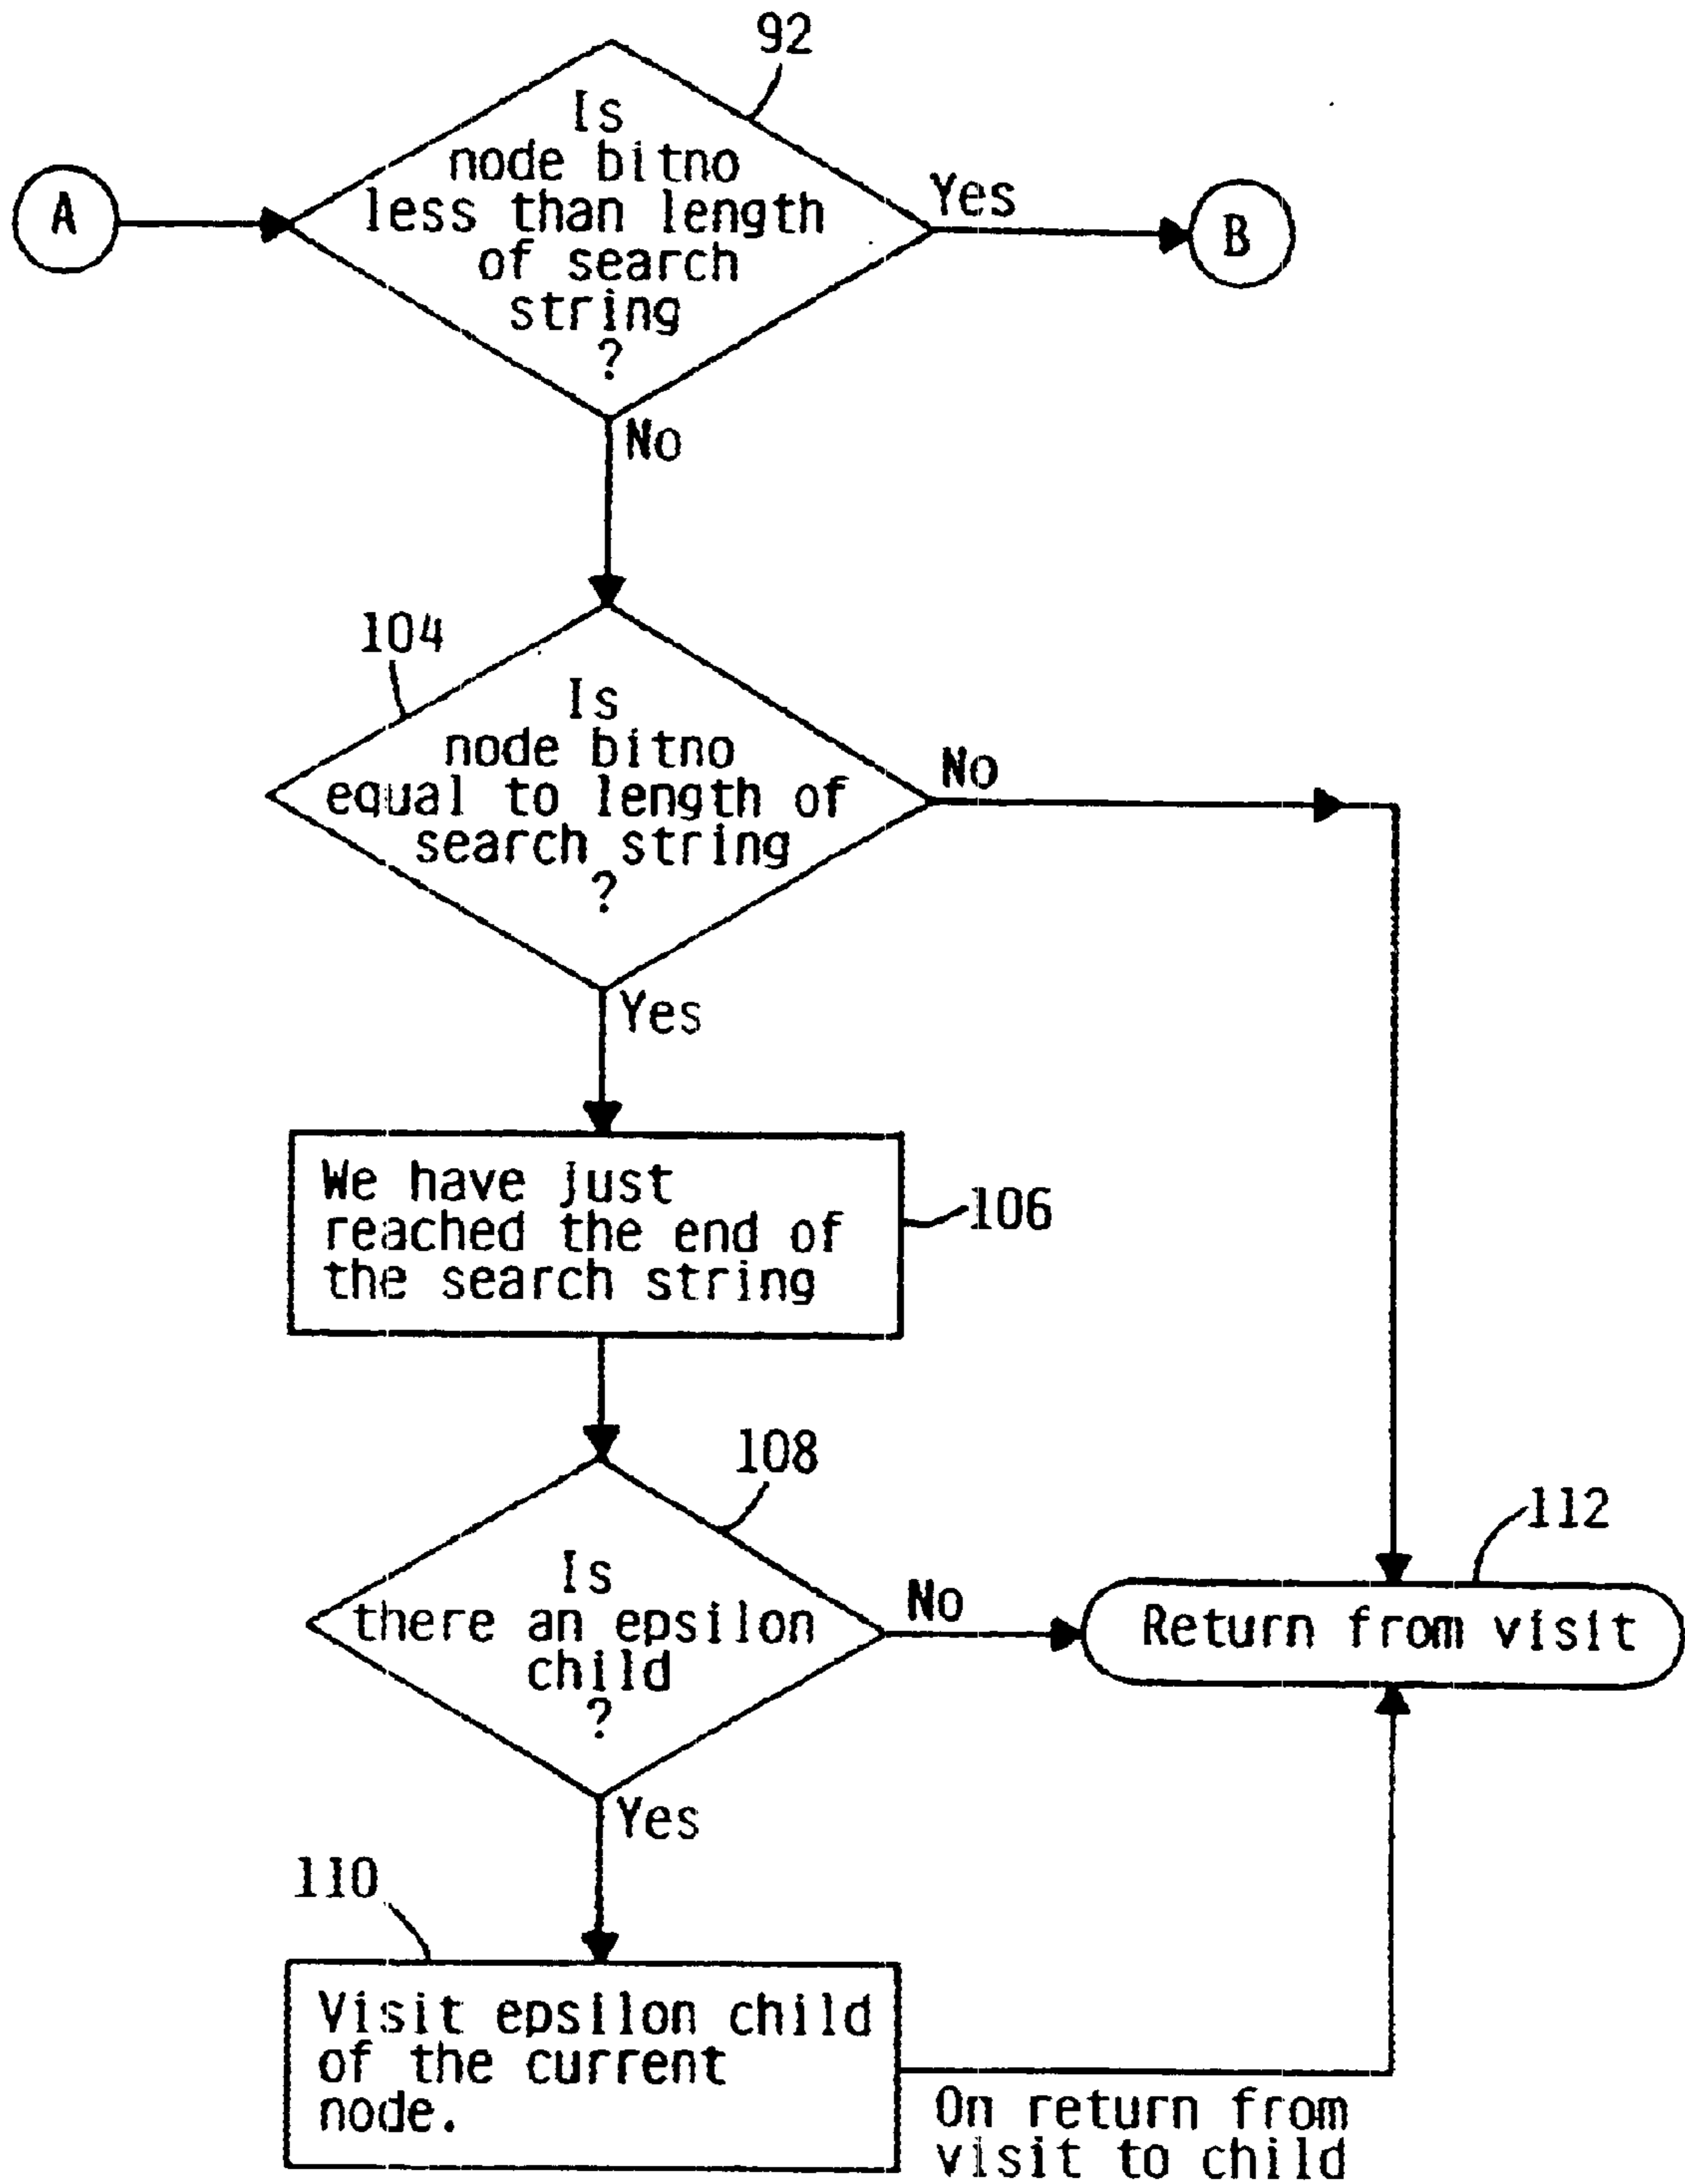 92
Is
node bitno
less than length
of search
string
?
A
Yes
B
No
104
Is
node bitno
equal to length of
search string
?
No
Yes
We have just
reached the end of
the search string
106
108
Is
there an epsilon
child
?
No
112
Return from visit
Yes
110
Visit epsilon child
of the current
node.
On return from
visit to child